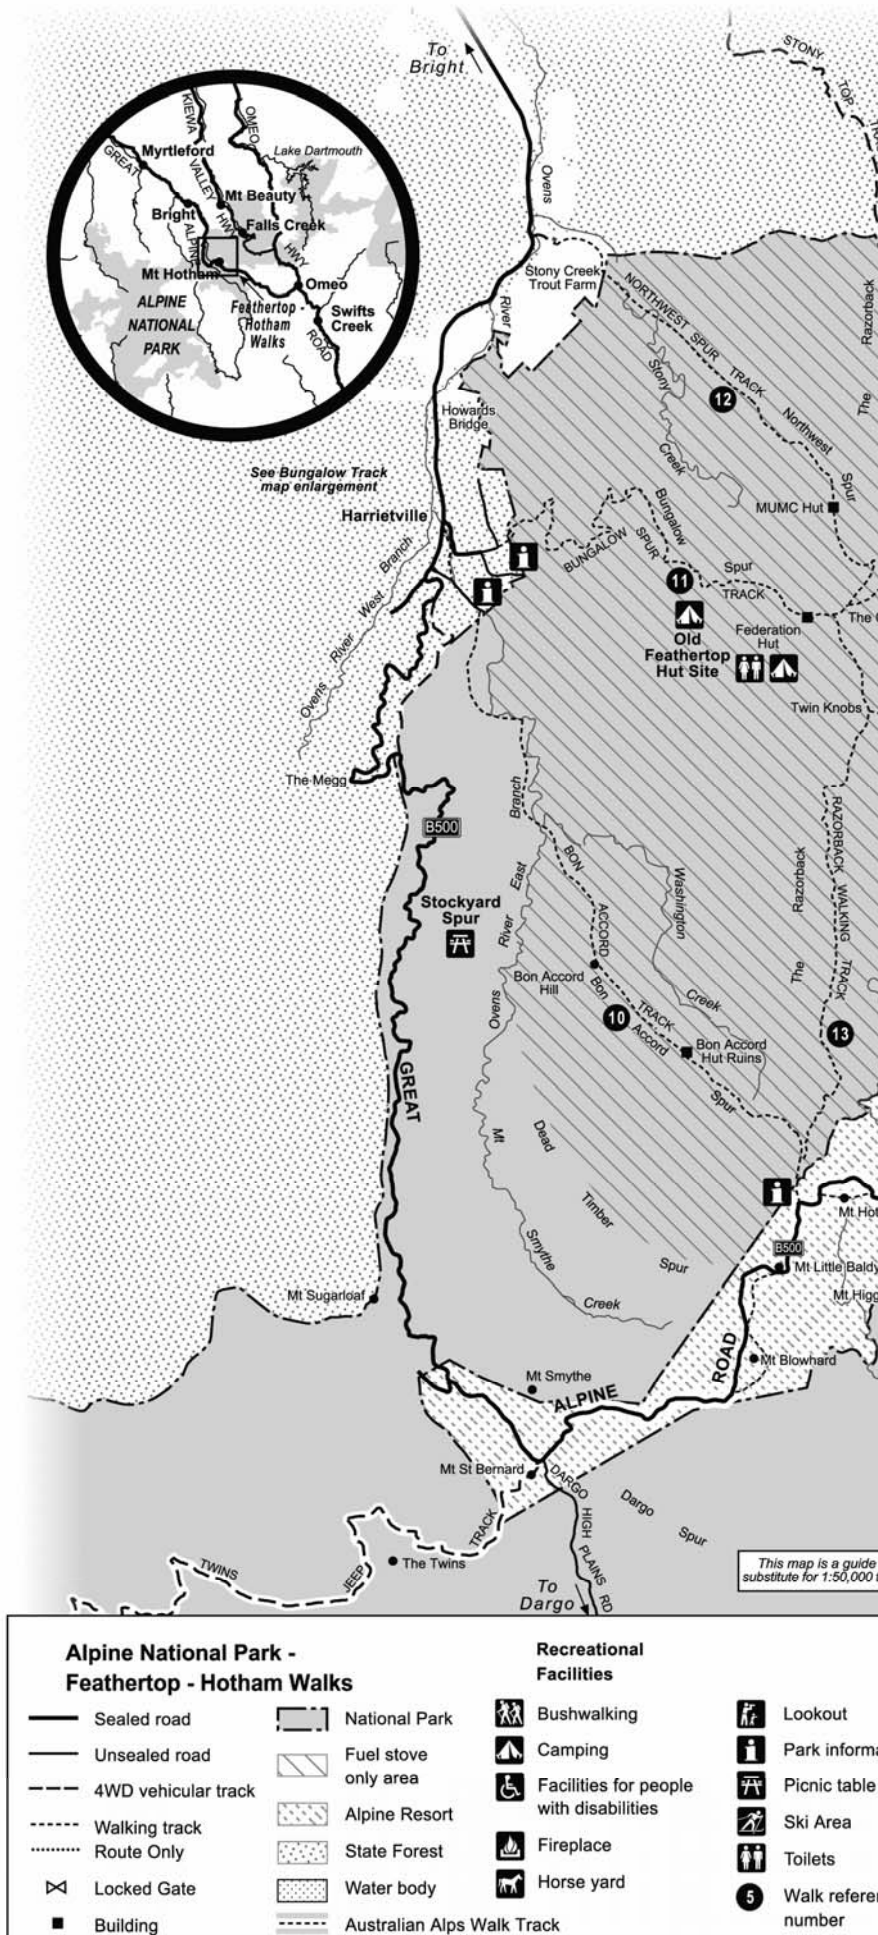 To
Bright
STONY
TOP
KIEWA
OMEO
GREAT
Lake Dartmouth
Myrtleford
VALLEY
Mt Beauty
Bright
HWY
Falls Creek
ALPINE
HWY
Mt Hotham
Omeo
ALPINE
NATIONAL
PARK
Feathertop -
Hotham
Walks
Swifts
Creek
ROAD
Ovens
River
Stony Creek
Trout Farm
NORTHWEST SPUR TRACK
Stony
Creek
12
Northwest
Spur
The Razorback
Howards
Bridge
See Bungalow Track
map enlargement
Harrietville
MUMC Hut
BUNGALOW SPUR TRACK
Bungalow
Spur
11
Ovens River West Branch
Old
Feathertop
Hut Site
Federation
Hut
Twin Knobs
The Megg
B500
Ovens River East Branch
BON ACCORD TRACK
Washington
Creek
RAZORBACK WALKING TRACK
The Razorback
Stockyard
Spur
Bon Accord
Hill
10
Bon Accord Spur
Bon Accord
Hut Ruins
13
GREAT
Mt
Smythe
Creek
Dead
Timber
Spur
B500
Mt Little Baldy
Mt Sugarloaf
Mt Blowhard
ROAD
Mt Smythe
ALPINE
Mt St Bernard
DARGO
HIGH
PLAINS
RD
Dargo
Spur
TWINS
JEEP
TRACK
The Twins
To
Dargo
This map is a guide
substitute for 1:50,000
Alpine National Park -
Feathertop - Hotham Walks
Sealed road
Unsealed road
4WD vehicular track
Walking track
Route Only
Locked Gate
Building
National Park
Fuel stove
only area
Alpine Resort
State Forest
Water body
Australian Alps Walk Track
Recreational
Facilities
Bushwalking
Camping
Facilities for people
with disabilities
Fireplace
Horse yard
Lookout
Park
Picnic table
Ski Area
Toilets
5 Walk
number